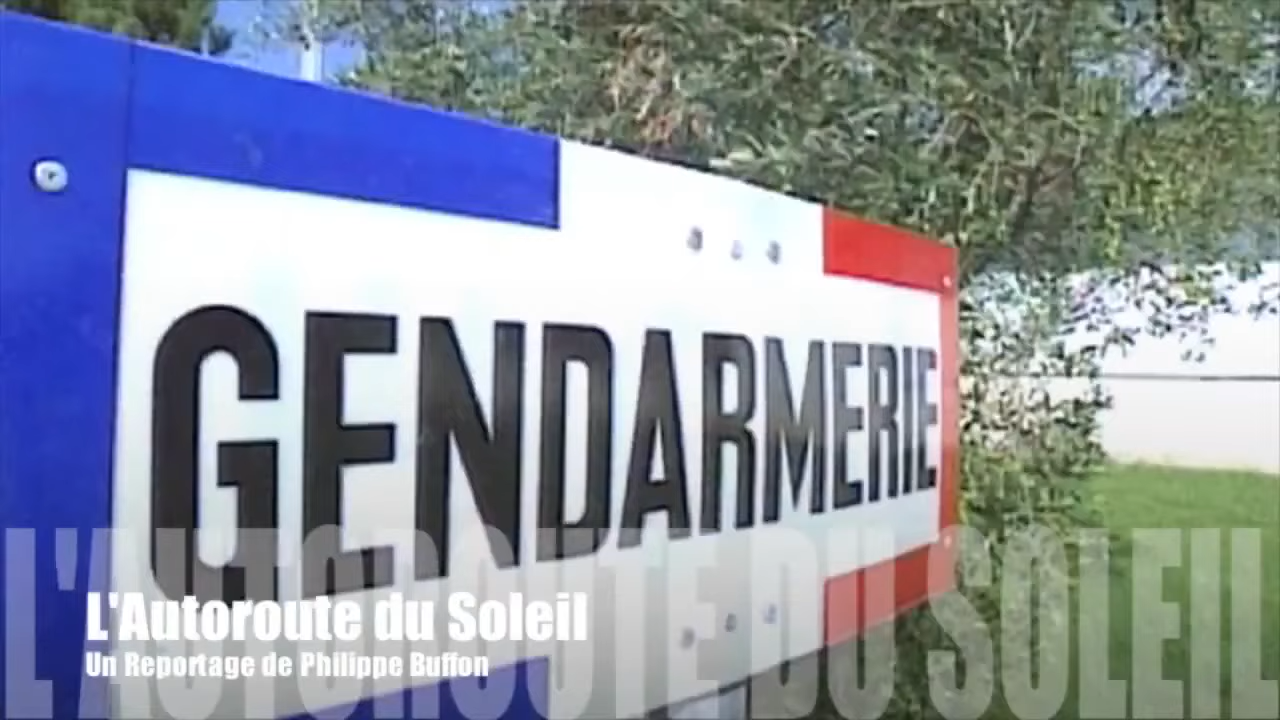 GENDARMERIE
L'AUTOROUTE DU SOLEIL
L'Autoroute du Soleil
Un Reportage de Philippe Buffon